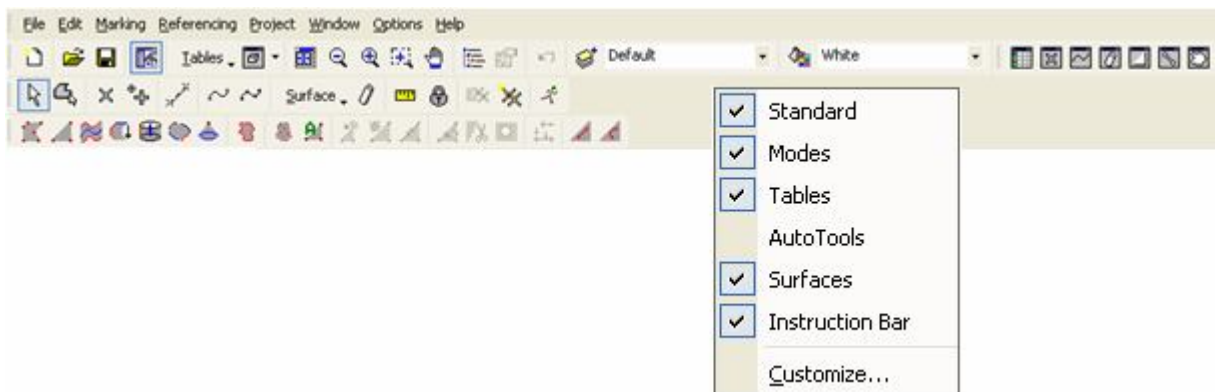 File Edit Marking Referencing Project Window Options Help
Tables Default White
Surface
Standard
Modes
Tables
AutoTools
Surfaces
Instruction Bar
Customize...